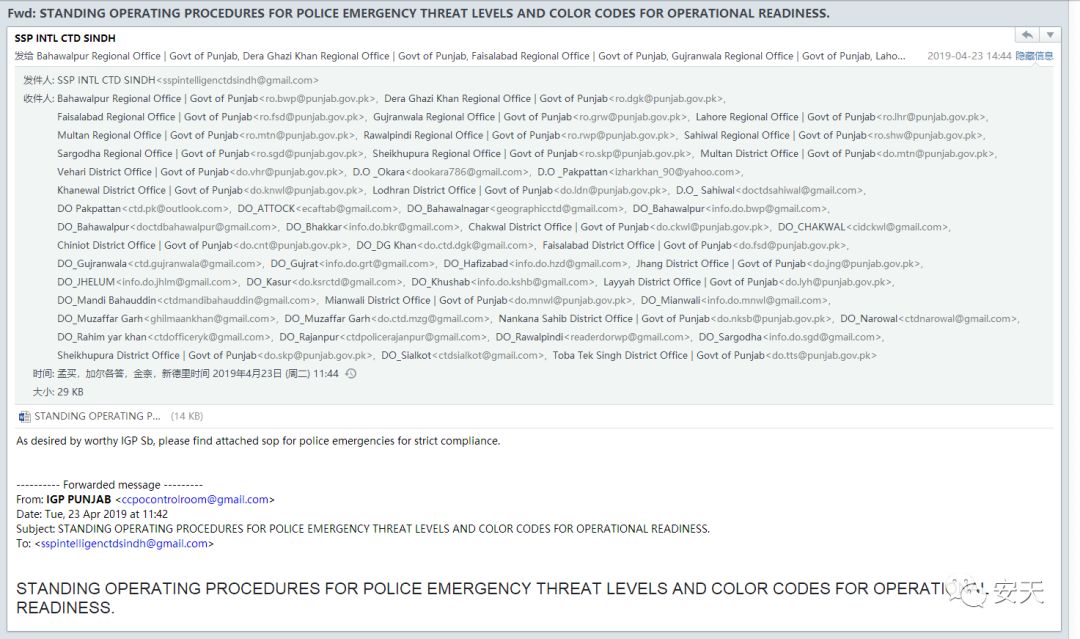 Fwd: STANDING OPERATING PROCEDURES FOR POLICE EMERGENCY THREAT LEVELS AND COLOR CODES FOR OPERATIONAL READINESS.
SSP INTL CTD SINDH
发给 Bahawalpur Regional Office | Govt of Punjab, Dera Ghazi Khan Regional Office | Govt of Punjab, Faisalabad Regional Office | Govt of Punjab, Gujranwala Regional Office | Govt of Punjab, Laho... 2019-04-23 14:44 隐藏信息
发件人: SSP INTL CTD SINDH<sspintelligenctdsindh@gmail.com>
收件人: Bahawalpur Regional Office | Govt of Punjab<ro.bwp@punjab.gov.pk>, Dera Ghazi Khan Regional Office | Govt of Punjab<ro.dgk@punjab.gov.pk>,
Faisalabad Regional Office | Govt of Punjab<ro.fsd@punjab.gov.pk>, Gujranwala Regional Office | Govt of Punjab<ro.grw@punjab.gov.pk>, Lahore Regional Office | Govt of Punjab<ro.lhr@punjab.gov.pk>,
Multan Regional Office | Govt of Punjab<ro.mtn@punjab.gov.pk>, Rawalpindi Regional Office | Govt of Punjab<ro.rwp@punjab.gov.pk>, Sahiwal Regional Office | Govt of Punjab<ro.shw@punjab.gov.pk>,
Sargodha Regional Office | Govt of Punjab<ro.sgd@punjab.gov.pk>, Sheikhupura Regional Office | Govt of Punjab<ro.skp@punjab.gov.pk>, Multan District Office | Govt of Punjab<do.mtn@punjab.gov.pk>,
Vehari District Office | Govt of Punjab<do.vhr@punjab.gov.pk>, D.O _Okara<dookara786@gmail.com>, D.O _Pakpattan<izharkhan_90@yahoo.com>,
Khanewal District Office | Govt of Punjab<do.knwl@punjab.gov.pk>, Lodhran District Office | Govt of Punjab<do.ldn@punjab.gov.pk>, D.O_ Sahiwal<doctdsahiwal@gmail.com>,
DO Pakpattan<ctd.pk@outlook.com>, DO_ATTOCK<ecaftab@gmail.com>, DO_Bahawalnagar<geographicctd@gmail.com>, DO_Bahawalpur<info.do.bwp@gmail.com>,
DO_Bahawalpur<doctdbahawalpur@gmail.com>, DO_Bhakkar<info.do.bkr@gmail.com>, Chakwal District Office | Govt of Punjab<do.ckwl@punjab.gov.pk>, DO_CHAKWAL<cidckwl@gmail.com>,
Chiniot District Office | Govt of Punjab<do.cnt@punjab.gov.pk>, DO_DG Khan<do.ctd.dgk@gmail.com>, Faisalabad District Office | Govt of Punjab<do.fsd@punjab.gov.pk>,
DO_Gujranwala<ctd.gujranwala@gmail.com>, DO_Gujrat<info.do.grt@gmail.com>, DO_Hafizabad<info.do.hzd@gmail.com>, Jhang District Office | Govt of Punjab<do.jng@punjab.gov.pk>,
DO_JHELUM<info.do.jhlm@gmail.com>, DO_Kasur<do.ksrctd@gmail.com>, DO_Khushab<info.do.kshb@gmail.com>, Layyah District Office | Govt of Punjab<do.lyh@punjab.gov.pk>,
DO_Mandi Bahauddin<ctdmandibahauddin@gmail.com>, Mianwali District Office | Govt of Punjab<do.mnwl@punjab.gov.pk>, DO_Mianwali<info.do.mnwl@gmail.com>,
DO_Muzaffar Garh<ghilmaankhan@gmail.com>, DO_Muzaffar Garh<do.ctd.mzg@gmail.com>, Nankana Sahib District Office | Govt of Punjab<do.nksb@punjab.gov.pk>, DO_Narowal<ctdnarowal@gmail.com>,
DO_Rahim yar khan<ctdofficeryk@gmail.com>, DO_Rajanpur<ctdpolicerajanpur@gmail.com>, DO_Rawalpindi<readerdorwp@gmail.com>, DO_Sargodha<info.do.sgd@gmail.com>,
Sheikhupura District Office | Govt of Punjab<do.skp@punjab.gov.pk>, DO_Sialkot<ctdsialkot@gmail.com>, Toba Tek Singh District Office | Govt of Punjab<do.tts@punjab.gov.pk>
时间: 孟买，加尔各答，金奈，新德里时间 2019年4月23日 (周二) 11:44
大小: 29 KB
STANDING OPERATING P... (14 KB)
As desired by worthy IGP Sb, please find attached sop for police emergencies for strict compliance.
---------- Forwarded message ---------
From: IGP PUNJAB <ccpocontrolroom@gmail.com>
Date: Tue, 23 Apr 2019 at 11:42
Subject: STANDING OPERATING PROCEDURES FOR POLICE EMERGENCY THREAT LEVELS AND COLOR CODES FOR OPERATIONAL READINESS.
To: <sspintelligenctdsindh@gmail.com>
STANDING OPERATING PROCEDURES FOR POLICE EMERGENCY THREAT LEVELS AND COLOR CODES FOR OPERATIONAL
READINESS.
安天